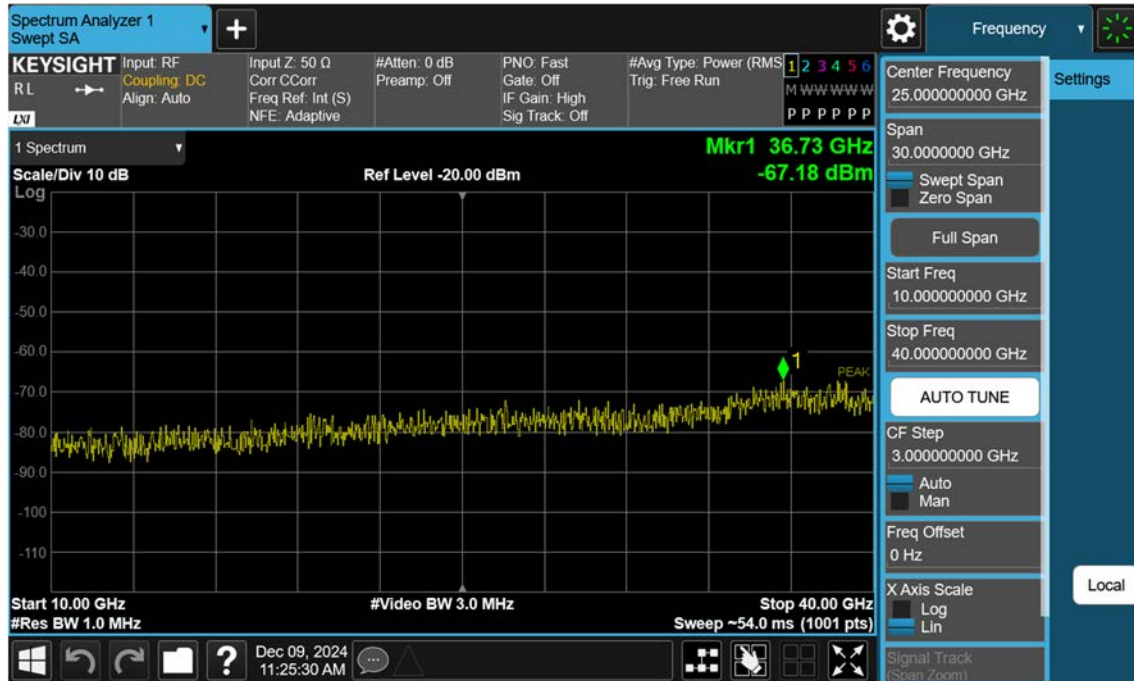 Spectrum Analyzer 1
Swept SA
Frequency
KEYSIGHT
RL
LXI
Input: RF
Coupling: DC
Align: Auto
Input Z: 50 Ω
Corr CCorr
Freq Ref: Int (S)
NFE: Adaptive
#Atten: 0 dB
Preamp: Off
PNO: Fast
Gate: Off
IF Gain: High
Sig Track: Off
#Avg Type: Power (RMS
Trig: Free Run
1 2 3 4 5 6
M W W W W W
P P P P P P
1 Spectrum
Mkr1 36.73 GHz
Scale/Div 10 dB
Ref Level -20.00 dBm
-67.18 dBm
Log
-30.0
-40.0
-50.0
-60.0
1
PEAK
-70.0
-80.0
-90.0
-100
-110
Start 10.00 GHz
#Video BW 3.0 MHz
Stop 40.00 GHz
#Res BW 1.0 MHz
Sweep ~54.0 ms (1001 pts)
Dec 09, 2024
11:25:30 AM
?
Center Frequency
25.000000000 GHz
Settings
Span
30.0000000 GHz
Swept Span
Zero Span
Full Span
Start Freq
10.000000000 GHz
Stop Freq
40.000000000 GHz
AUTO TUNE
CF Step
3.000000000 GHz
Auto
Man
Freq Offset
0 Hz
X Axis Scale
Log
Lin
Local
Signal Track
(Span Zoom)